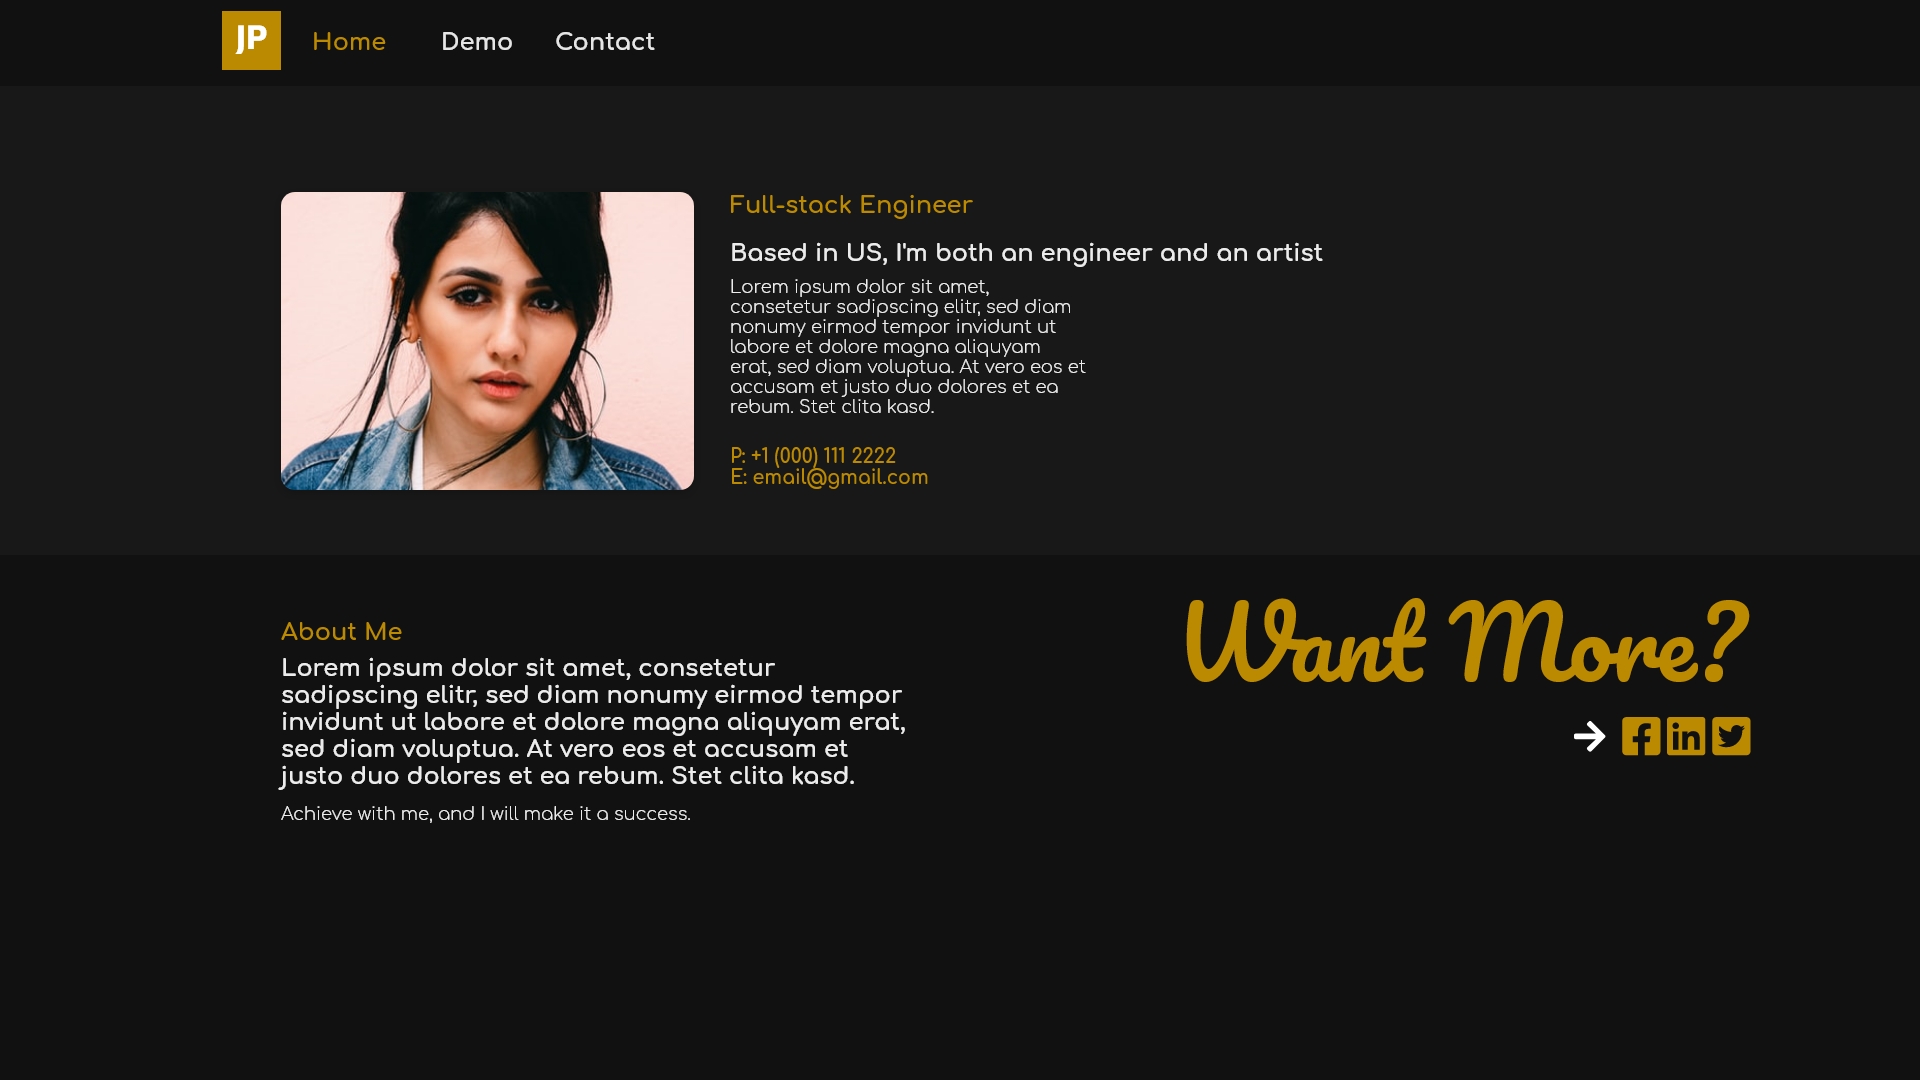 JP
Home Demo Contact
Full-stack Engineer
Based in US, I'm both an engineer and an artist
Lorem ipsum dolor sit amet,
consetetur sadipscing elitr, sed diam
nonumy eirmod tempor invidunt ut
labore et dolore magna aliquyam
erat, sed diam voluptua. At vero eos et
accusam et justo duo dolores et ea
rebum. Stet clita kasd.
P: +1 (000) 111 2222
E: email@gmail.com
About Me
Lorem ipsum dolor sit amet, consetetur
sadipscing elitr, sed diam nonumy eirmod tempor
invidunt ut labore et dolore magna aliquyam erat,
sed diam voluptua. At vero eos et accusam et
justo duo dolores et ea rebum. Stet clita kasd.
Achieve with me, and I will make it a success.
Want More?